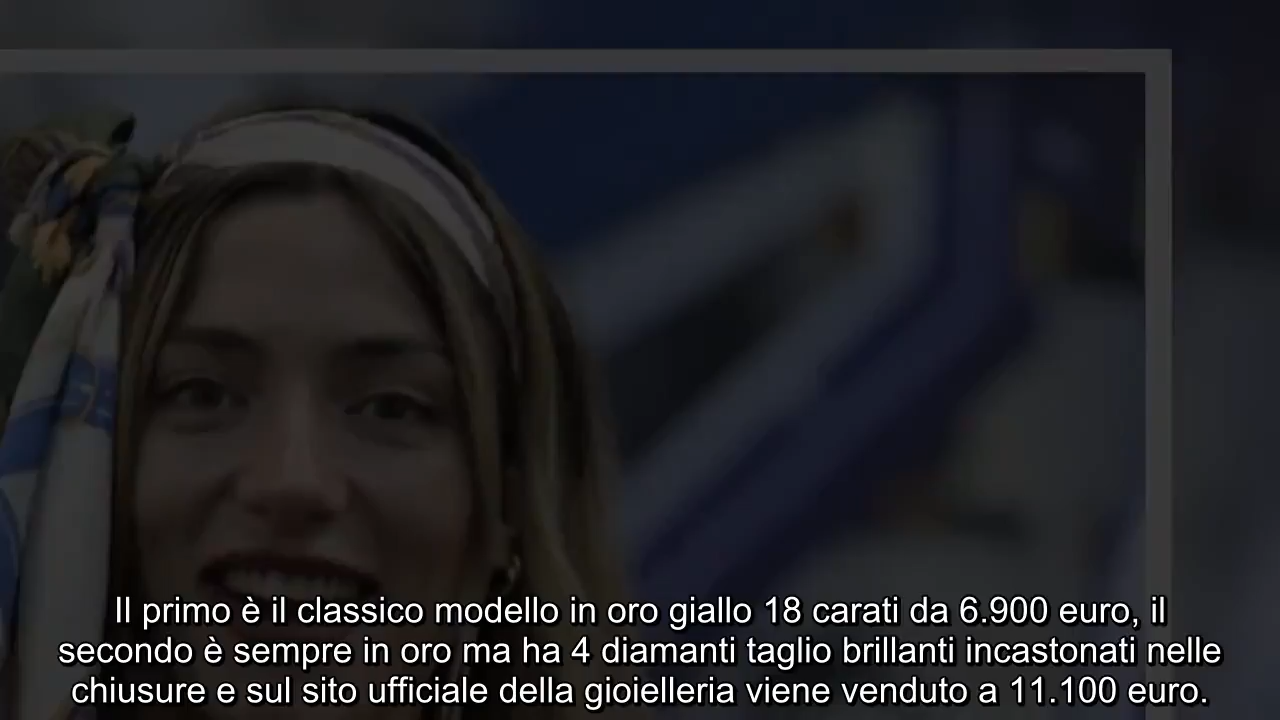 Il primo è il classico modello in oro giallo 18 carati da 6.900 euro, il
secondo è sempre in oro ma ha 4 diamanti taglio brillanti incastonati nelle
chiusure e sul sito ufficiale della gioielleria viene venduto a 11.100 euro.